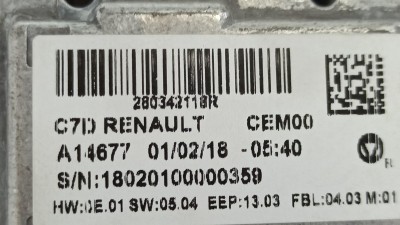 280342118R
C7D RENAULT CEM00
A14677 01/02/18 -05:40
S/N:18020100000359
HW:0E.01 SW:05.04 EEP:13.03 FBL:04.03 M:01